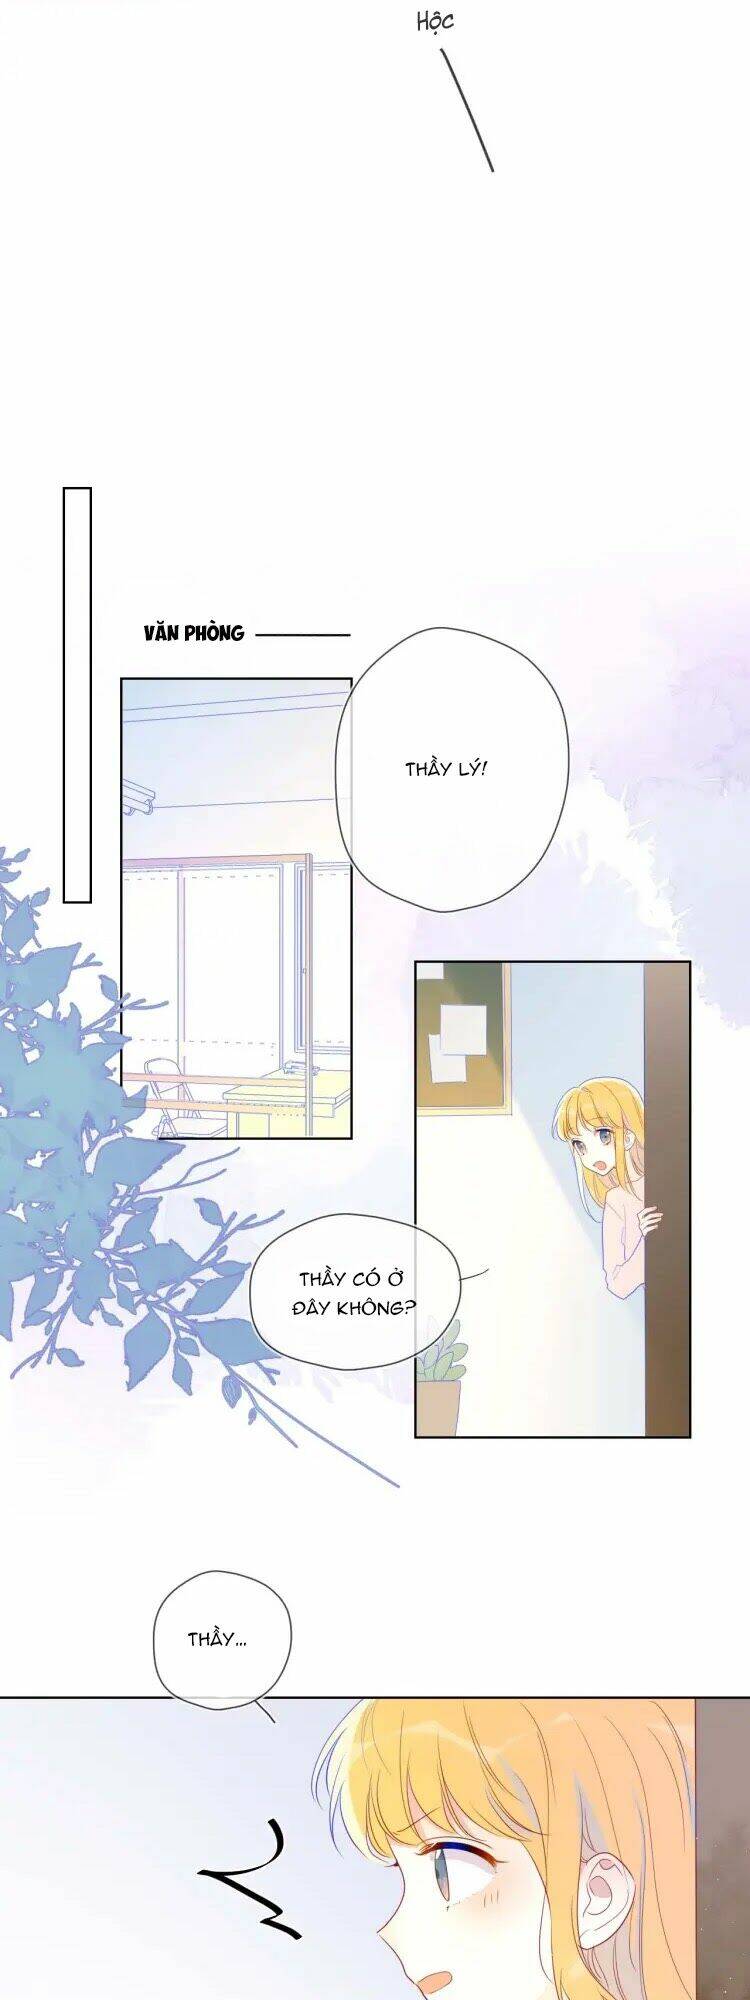 Hộc
VĂN PHÒNG
THẦY LÝ!
THẦY CÓ Ở
ĐÂY KHÔNG?
THẦY...